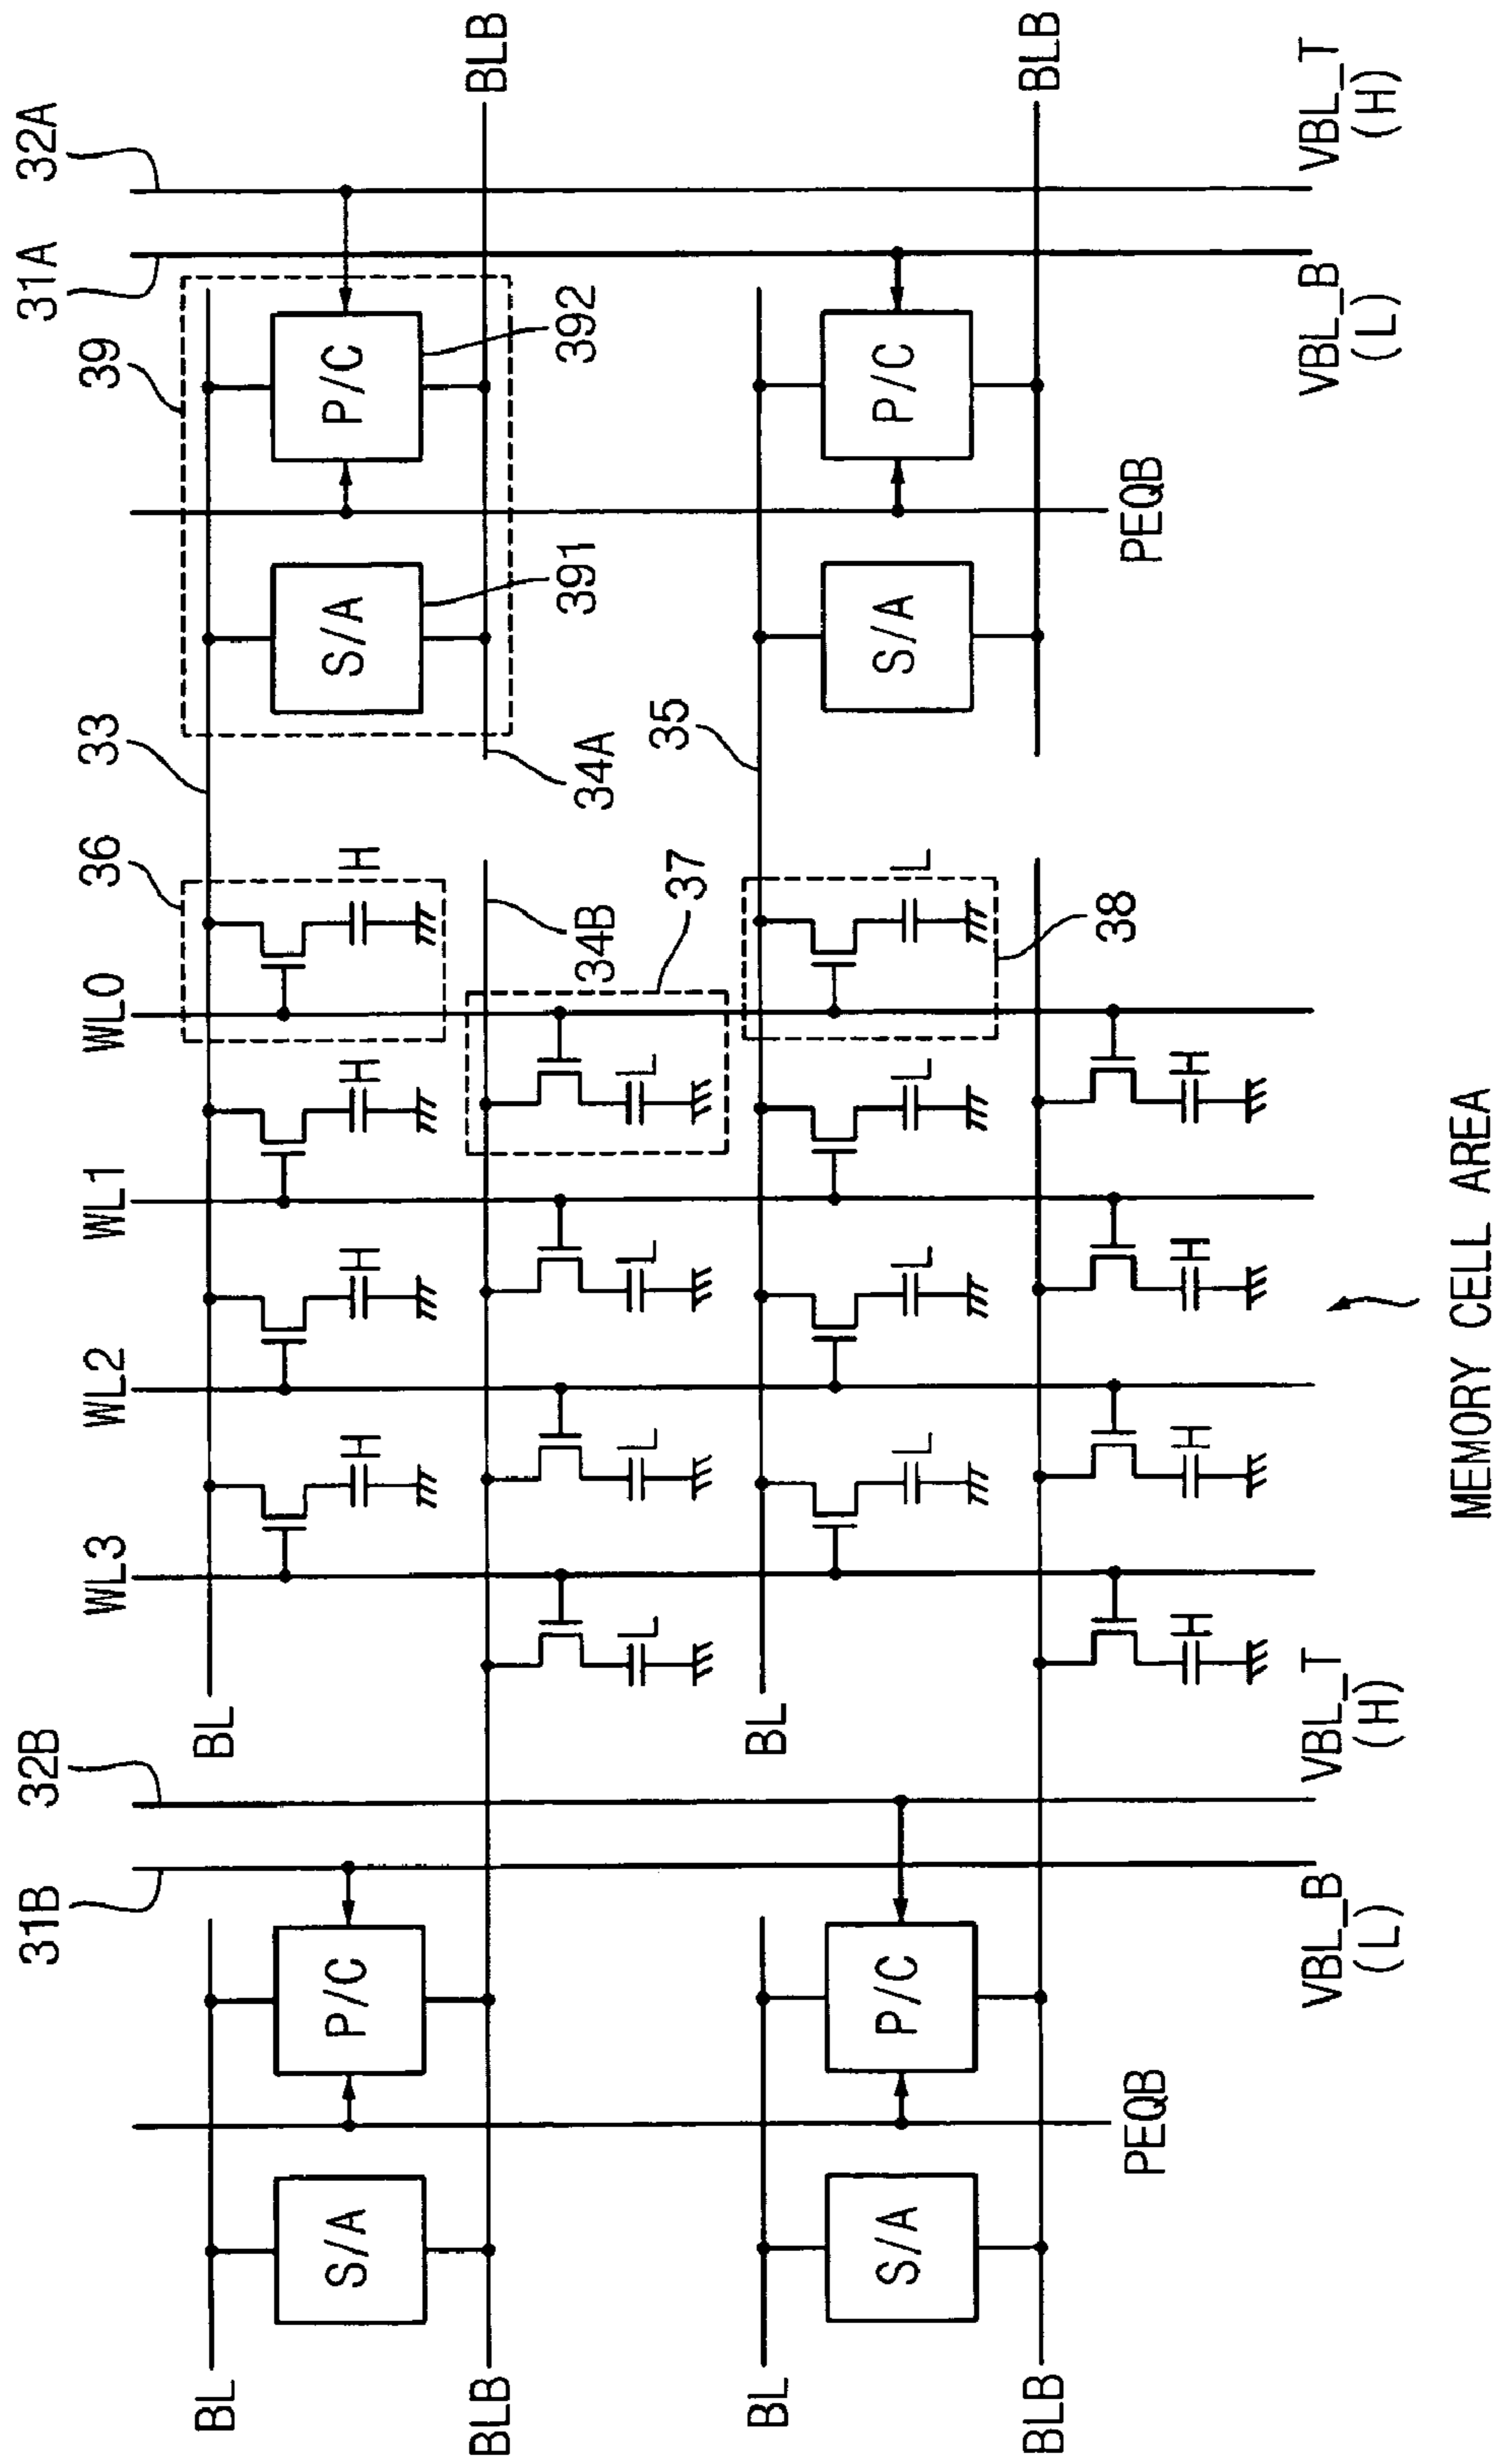 31B
32B
31A
32A
WL3
WL2
WL1
WL0
36
33
39
BL
BL
S/A
P/C
H
H
H
H
S/A
P/C
BLB
BLB
34B
34A
391
392
L
L
L
L
37
35
BL
BL
S/A
P/C
L
L
L
L
S/A
P/C
BLB
BLB
38
PEQB
PEQB
H
H
H
H
VBL_B
(L)
VBL_T
(H)
VBL_B
(L)
VBL_T
(H)
MEMORY CELL AREA